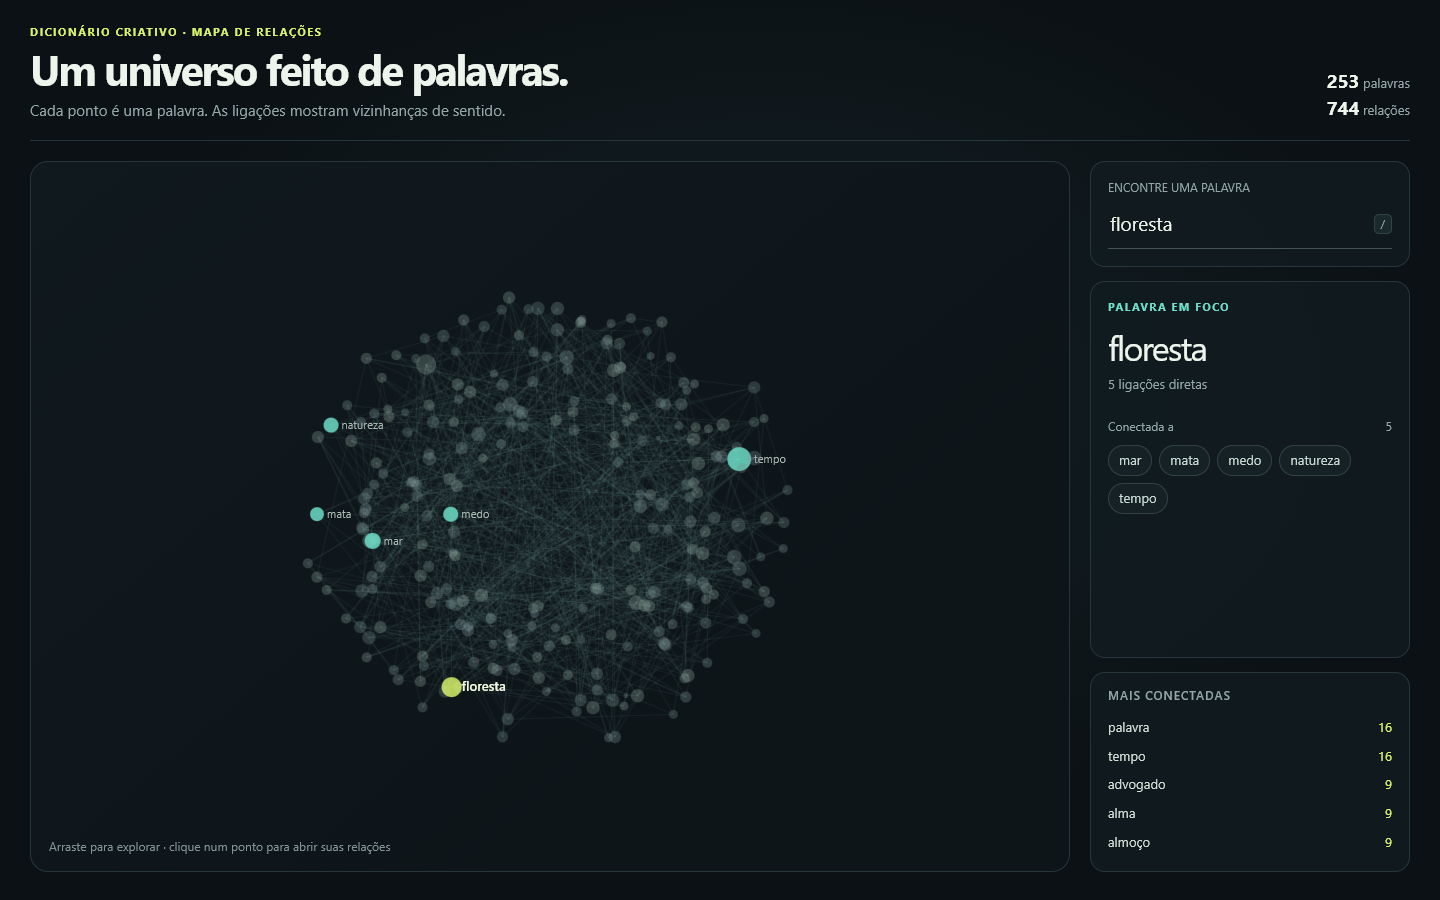 DICIONÁRIO CRIATIVO · MAPA DE RELAÇÕES
Um universo feito de palavras.
Cada ponto é uma palavra. As ligações mostram vizinhanças de sentido.
253 palavras
744 relações
natureza
tempo
mata
medo
mar
floresta
Arraste para explorar · clique num ponto para abrir suas relações
ENCONTRE UMA PALAVRA
floresta /
PALAVRA EM FOCO
floresta
5 ligações diretas
Conectada a 5
mar mata medo natureza
tempo
MAIS CONECTADAS
palavra 16
tempo 16
advogado 9
alma 9
almoço 9